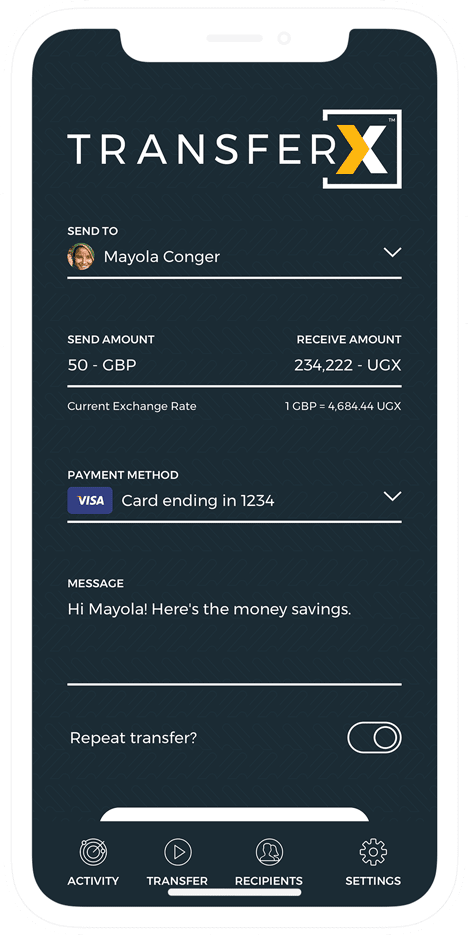 TRANSFERX™
SEND TO
Mayola Conger
SEND AMOUNT RECEIVE AMOUNT
50 - GBP 234,222 - UGX
Current Exchange Rate 1 GBP = 4,684.44 UGX
PAYMENT METHOD
VISA Card ending in 1234
MESSAGE
Hi Mayola! Here's the money savings.
Repeat transfer?
ACTIVITY TRANSFER RECIPIENTS SETTINGS